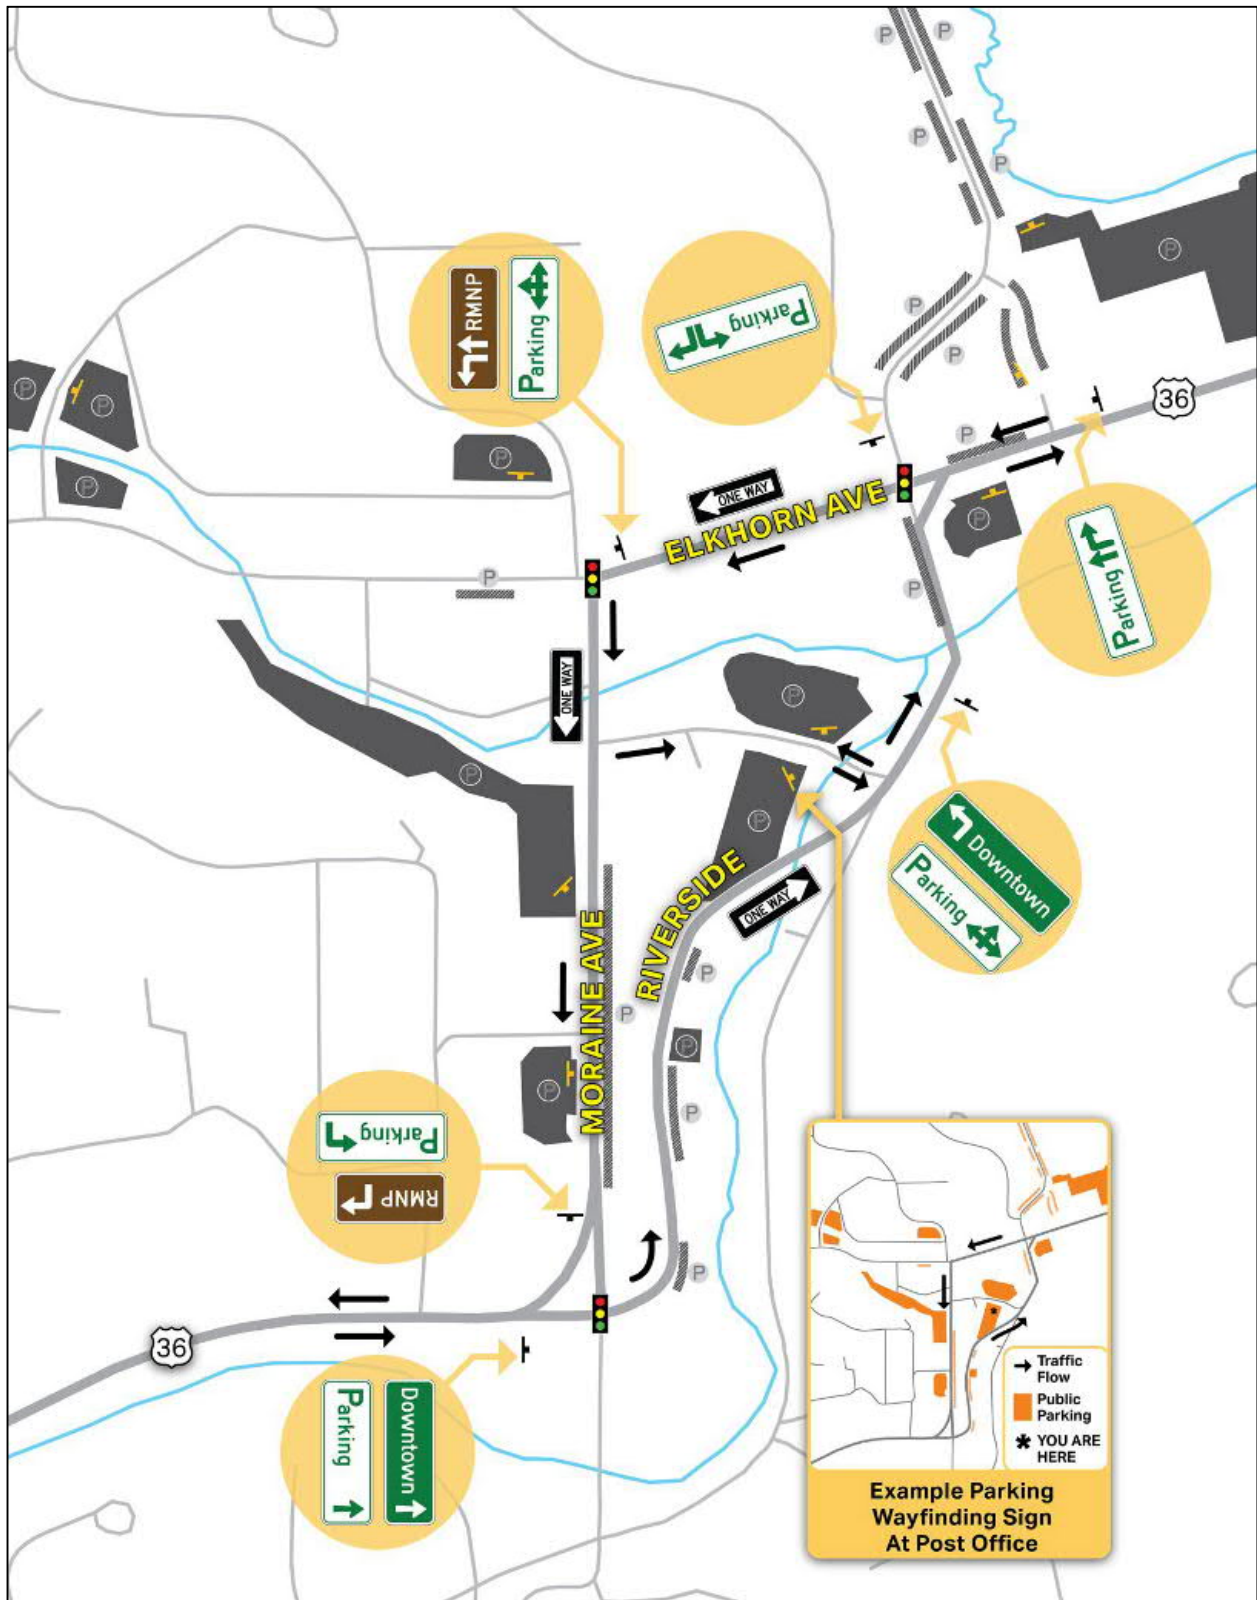 P
P
P
P
P
RMNP
Parking
Parking
P
P
36
P
P
P
P
P
ONE WAY
ELKHORN AVE
P
P
P
Parking
ONE WAY
P
P
P
Downtown
Parking
RIVERSIDE
ONE WAY
MORAINE AVE
P
P
P
P
P
Parking
RMNP
P
36
Parking
Downtown
Traffic
Flow
Public
Parking
* YOU ARE
HERE
Example Parking
Wayfinding Sign
At Post Office